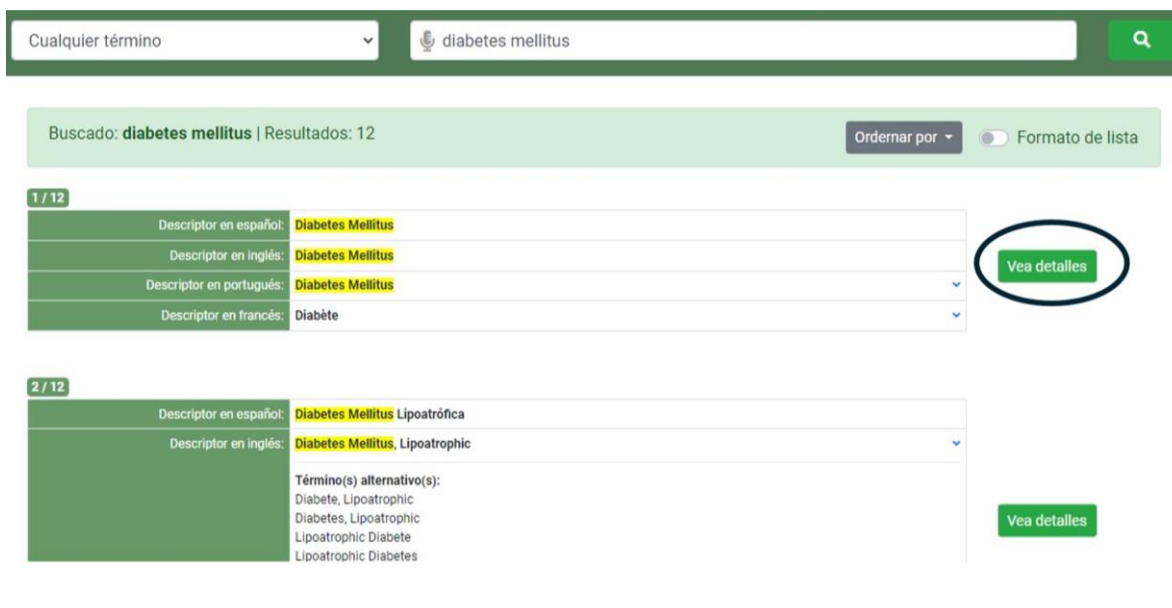 Cualquier término
diabetes mellitus
Buscado: diabetes mellitus | Resultados: 12
Ordernar por
Formato de lista
1 / 12
Descriptor en español: Diabetes Mellitus
Descriptor en inglés: Diabetes Mellitus
Descriptor en portugués: Diabetes Mellitus
Descriptor en francés: Diabète
Vea detalles
2 / 12
Descriptor en español: Diabetes Mellitus Lipoatrófica
Descriptor en inglés: Diabetes Mellitus, Lipoatrophic
Término(s) alternativo(s):
Diabete, Lipoatrophic
Diabetes, Lipoatrophic
Lipoatrophic Diabete
Lipoatrophic Diabetes
Vea detalles